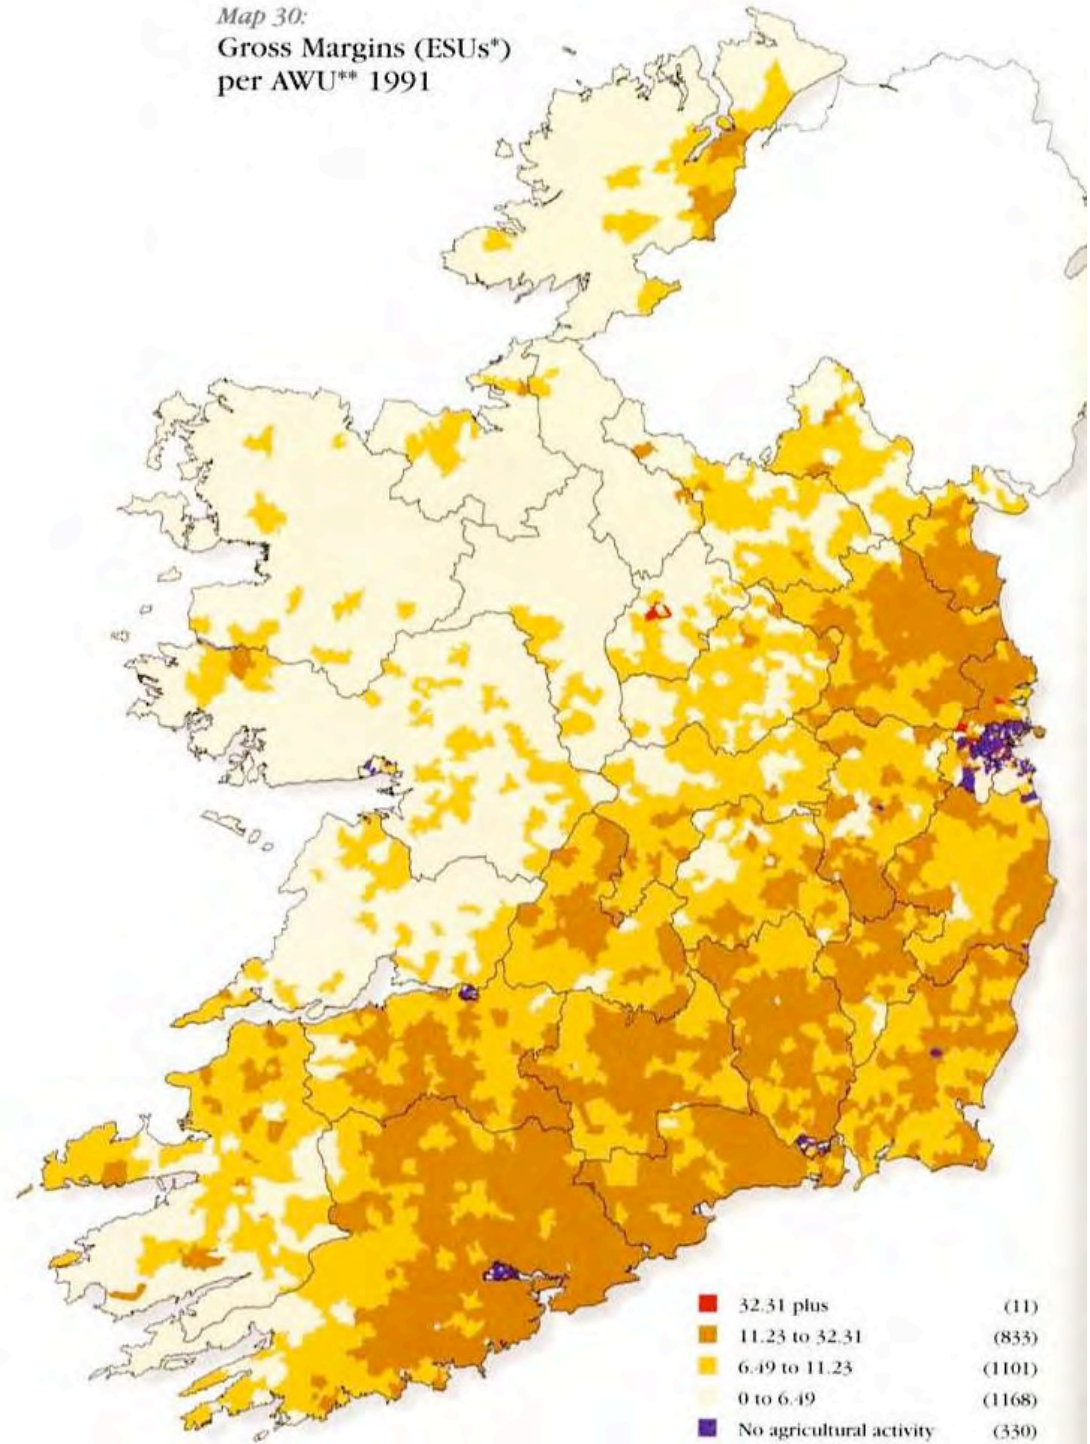 Map 30:
Gross Margins (ESUs*)
per AWU** 1991
32.31 plus (11)
11.23 to 32.31 (833)
6.49 to 11.23 (1101)
0 to 6.49 (1168)
No agricultural activity (330)